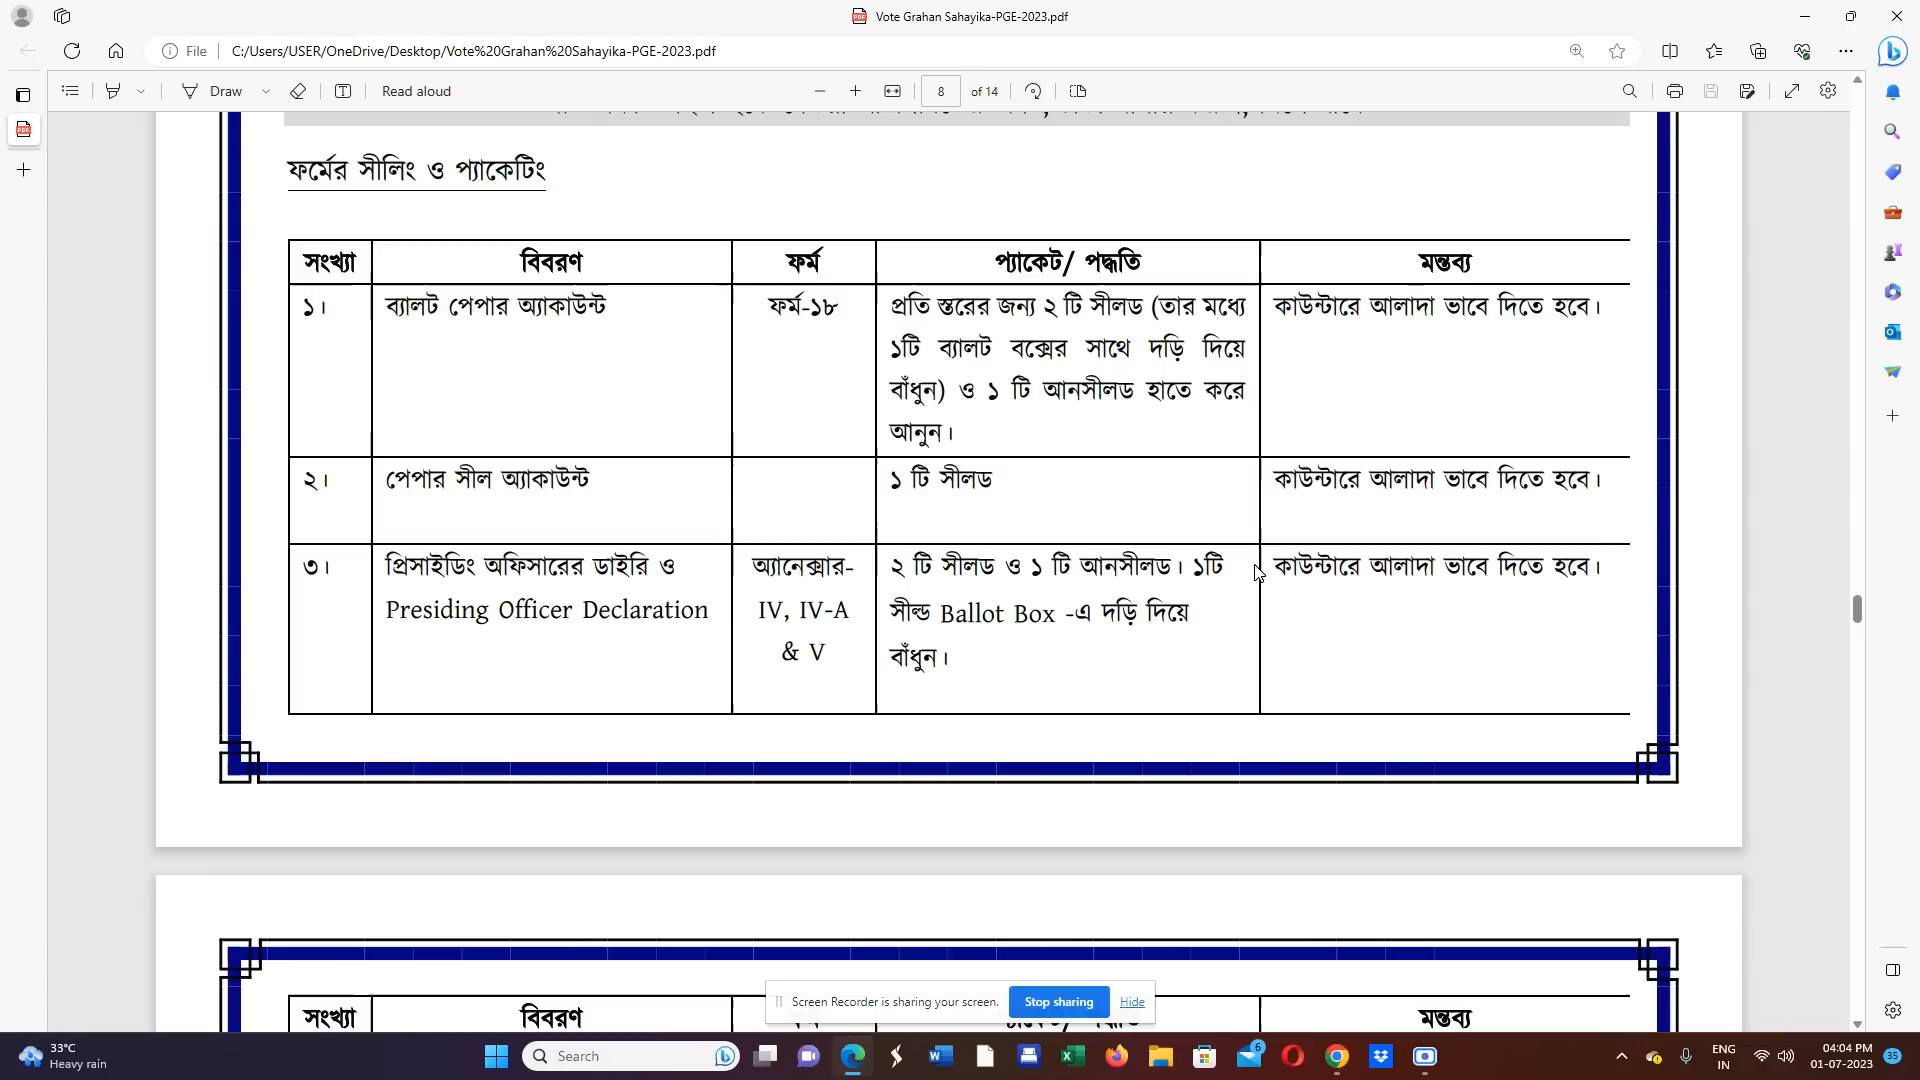 Vote Grahan Sahayika-PGE-2023.pdf
File
C:/Users/USER/OneDrive/Desktop/Vote%20Grahan%20Sahayika-PGE-2023.pdf
Draw
Read aloud
8
of 14
ফর্মের সীলিং ও প্যাকেটিং
সংখ্যা বিবরণ ফর্ম প্যাকেট/ পদ্ধতি মন্তব্য
১। ব্যালট পেপার অ্যাকাউন্ট ফর্ম-১৮ প্রতি স্তরের জন্য ২ টি সীলড (তার মধ্যে কাউন্টারে আলাদা ভাবে দিতে হবে।
১টি ব্যালট বক্সের সাথে দড়ি দিয়ে
বাঁধুন) ও ১ টি আনসীলড হাতে করে
আনুন।
২। পেপার সীল অ্যাকাউন্ট ১ টি সীলড কাউন্টারে আলাদা ভাবে দিতে হবে।
৩। প্রিসাইডিং অফিসারের ডাইরি ও অ্যানেক্সার- ২ টি সীলড ও ১ টি আনসীলড। ১টি কাউন্টারে আলাদা ভাবে দিতে হবে।
Presiding Officer Declaration IV, IV-A সীল্ড Ballot Box -এ দড়ি দিয়ে
& V বাঁধুন।
সংখ্যা বিবরণ মন্তব্য
Screen Recorder is sharing your screen.
Stop sharing
Hide
33°C
Heavy rain
Search
6
ENG
IN
04:04 PM
01-07-2023
35